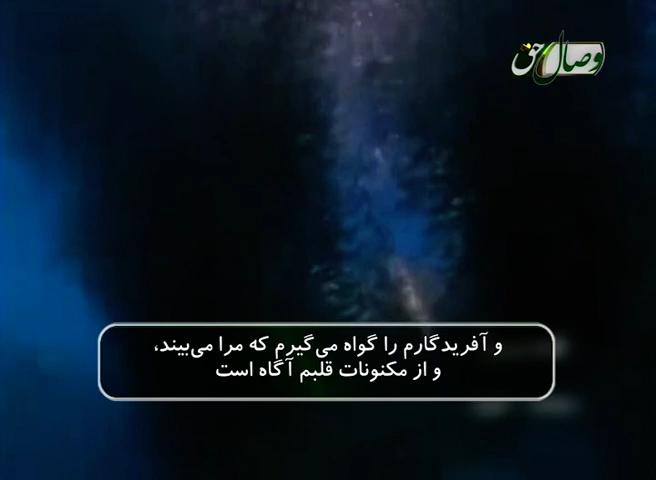 وصال حق
و آفریدگارم را گواه می‌گیرم که مرا می‌بیند،
و از مکنونات قلبم آگاه است